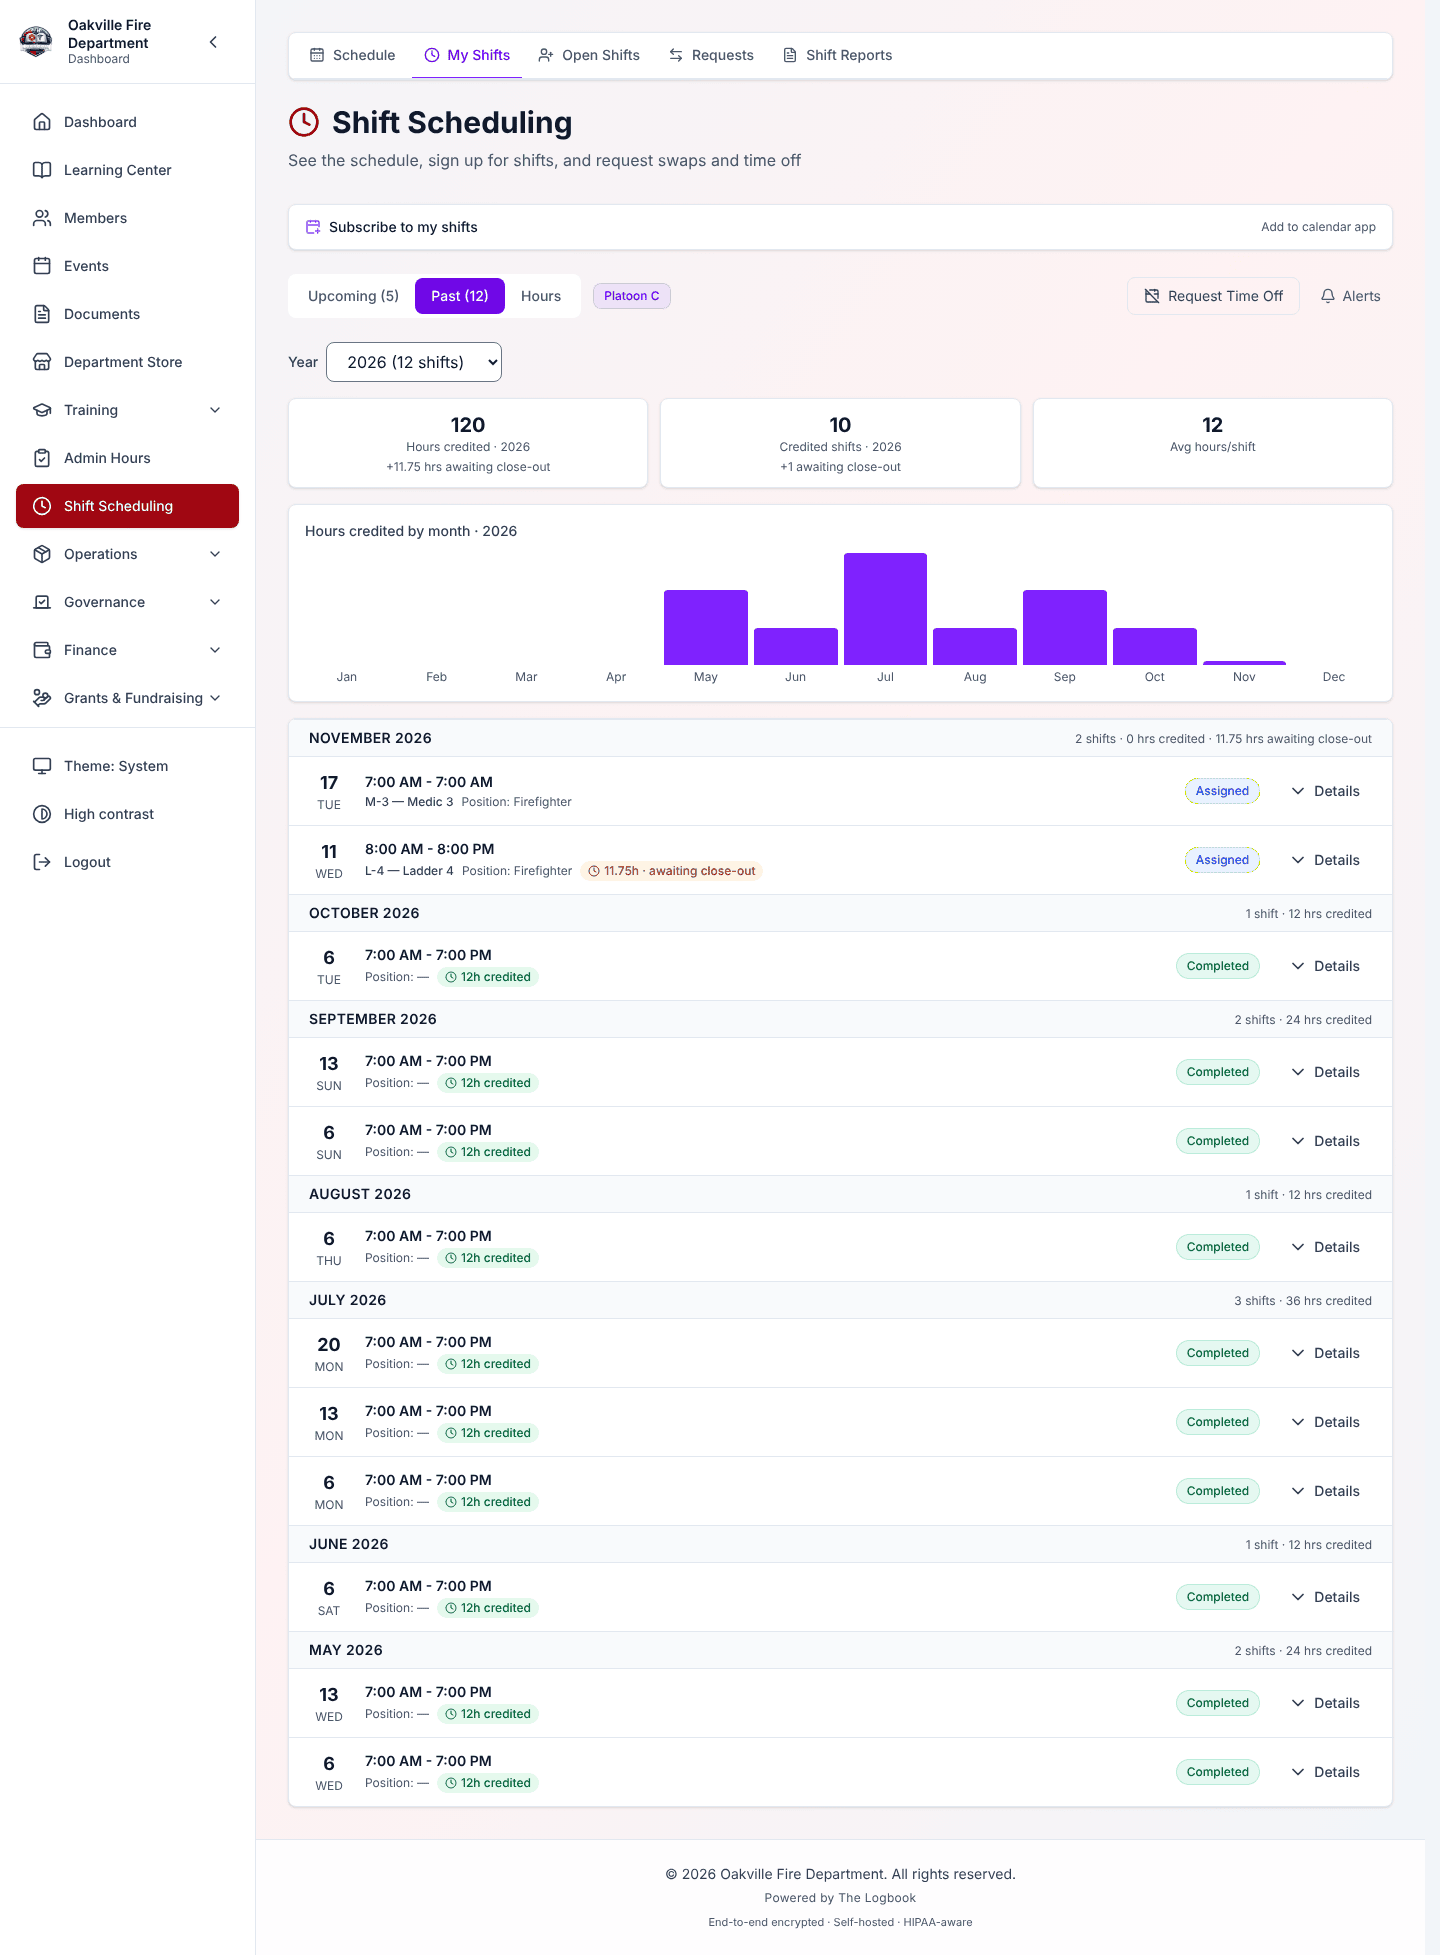 Oakville Fire
Department
Dashboard
Dashboard
Learning Center
Members
Events
Documents
Department Store
Training
Admin Hours
Shift Scheduling
Operations
Governance
Finance
Grants & Fundraising
Theme: System
High contrast
Logout
Schedule
My Shifts
Open Shifts
Requests
Shift Reports
Shift Scheduling
See the schedule, sign up for shifts, and request swaps and time off
Subscribe to my shifts
Add to calendar app
Upcoming (5)
Past (12)
Hours
Platoon C
Request Time Off
Alerts
Year
2026 (12 shifts)
120
Hours credited · 2026
+11.75 hrs awaiting close-out
10
Credited shifts · 2026
+1 awaiting close-out
12
Avg hours/shift
Hours credited by month · 2026
Jan Feb Mar Apr May Jun Jul Aug Sep Oct Nov Dec
NOVEMBER 2026
2 shifts · 0 hrs credited · 11.75 hrs awaiting close-out
17
TUE
7:00 AM - 7:00 AM
M-3 — Medic 3 Position: Firefighter
Assigned
Details
11
WED
8:00 AM - 8:00 PM
L-4 — Ladder 4 Position: Firefighter 11.75h · awaiting close-out
Assigned
Details
OCTOBER 2026
1 shift · 12 hrs credited
6
TUE
7:00 AM - 7:00 PM
Position: — 12h credited
Completed
Details
SEPTEMBER 2026
2 shifts · 24 hrs credited
13
SUN
7:00 AM - 7:00 PM
Position: — 12h credited
Completed
Details
6
SUN
7:00 AM - 7:00 PM
Position: — 12h credited
Completed
Details
AUGUST 2026
1 shift · 12 hrs credited
6
THU
7:00 AM - 7:00 PM
Position: — 12h credited
Completed
Details
JULY 2026
3 shifts · 36 hrs credited
20
MON
7:00 AM - 7:00 PM
Position: — 12h credited
Completed
Details
13
MON
7:00 AM - 7:00 PM
Position: — 12h credited
Completed
Details
6
MON
7:00 AM - 7:00 PM
Position: — 12h credited
Completed
Details
JUNE 2026
1 shift · 12 hrs credited
6
SAT
7:00 AM - 7:00 PM
Position: — 12h credited
Completed
Details
MAY 2026
2 shifts · 24 hrs credited
13
WED
7:00 AM - 7:00 PM
Position: — 12h credited
Completed
Details
6
WED
7:00 AM - 7:00 PM
Position: — 12h credited
Completed
Details
© 2026 Oakville Fire Department. All rights reserved.
Powered by The Logbook
End-to-end encrypted · Self-hosted · HIPAA-aware